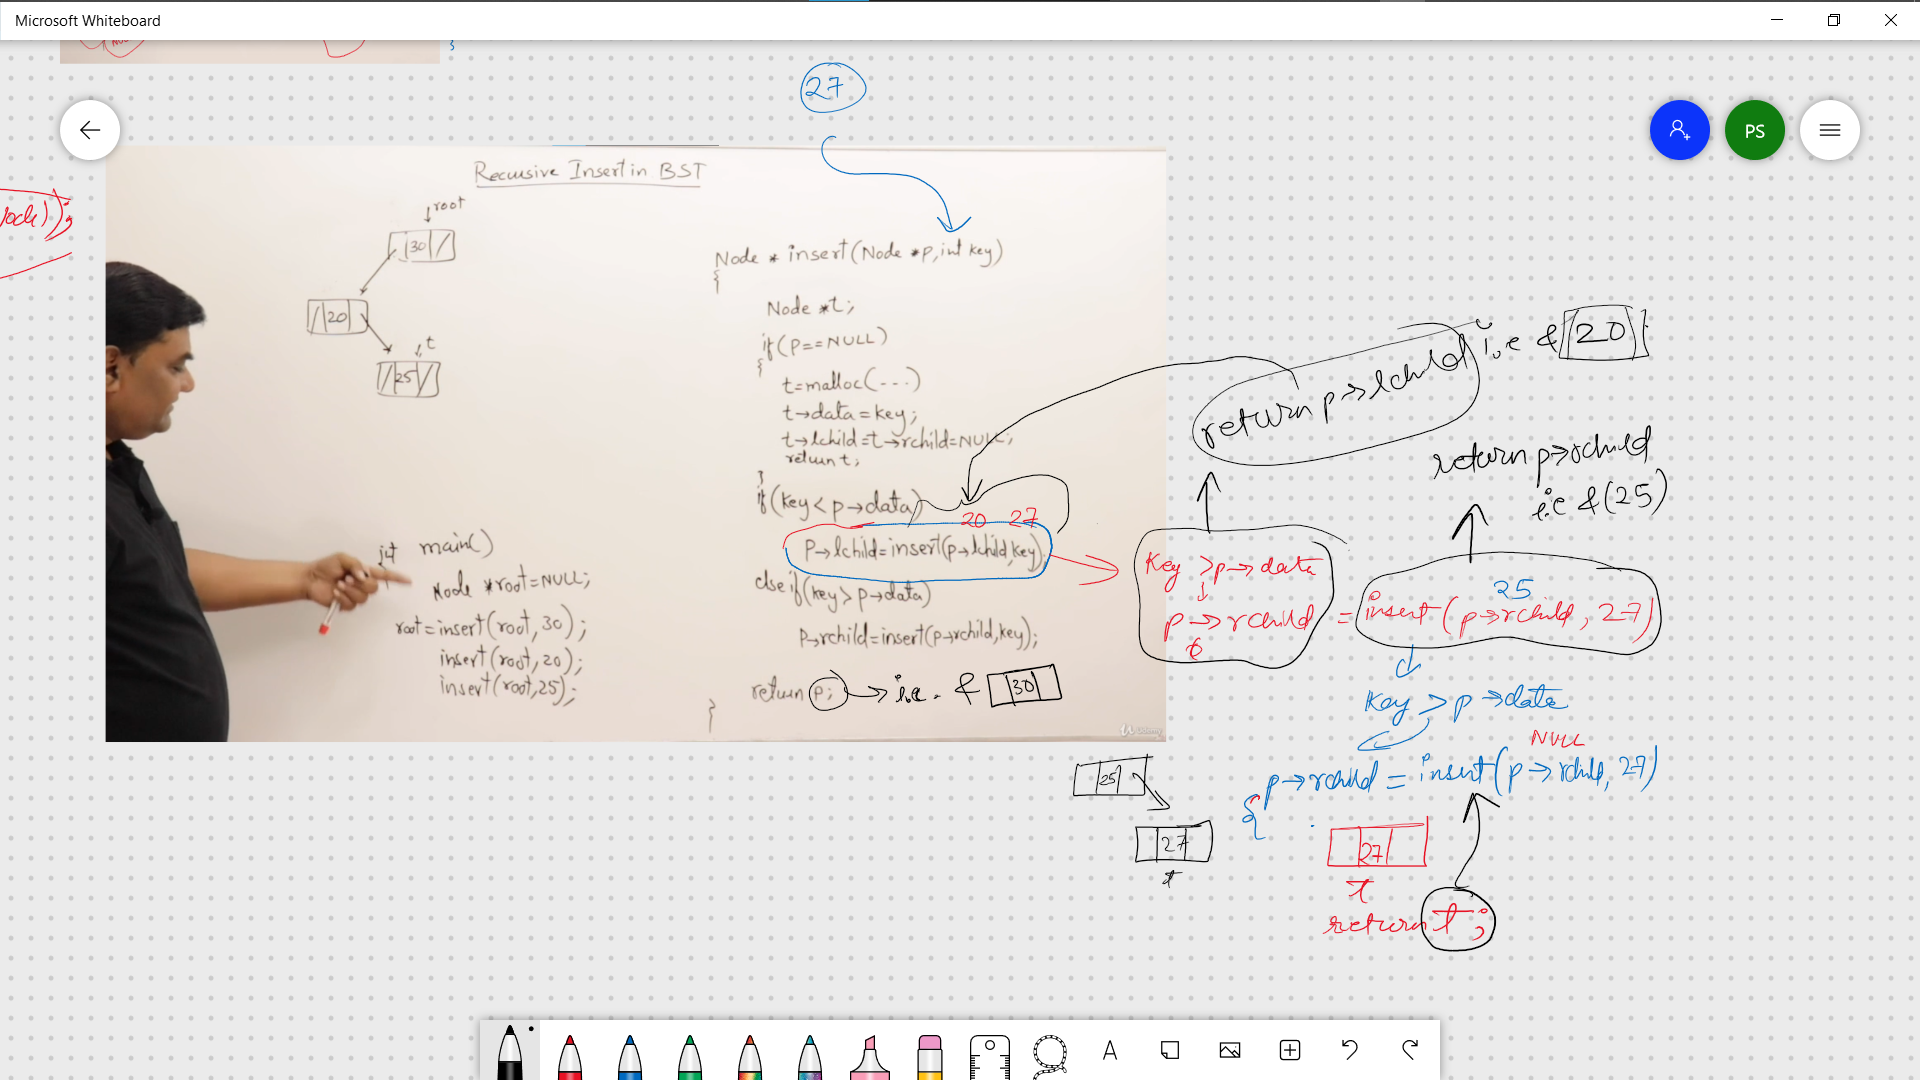 Microsoft Whiteboard
27
PS
Recursive Insert in BST
root
30
20
t
25
int main()
Node *root=NULL;
root=insert(root,30);
insert(root,20);
insert(root,25);
Node * insert(Node *p,int key)
{
Node *t;
if(p==NULL)
{
t=malloc(---)
t→data=key;
t→lchild=t→rchild=NULL;
return t;
}
if(key<p→data)
20 27
p→lchild=insert(p→lchild,key);
else if(key>p→data)
p→rchild=insert(p→rchild,key);
return p; → i.e. & 30
}
Udemy
return p→lchild i.e & 20
return p→rchild
i.e &(25)
Key >p→data
25
p→rchild = insert(p→rchild, 27)
Key > p→data
NULL
p→rchild = insert(p→rchild, 27)
{
25
27
t
27
t
return t;
A